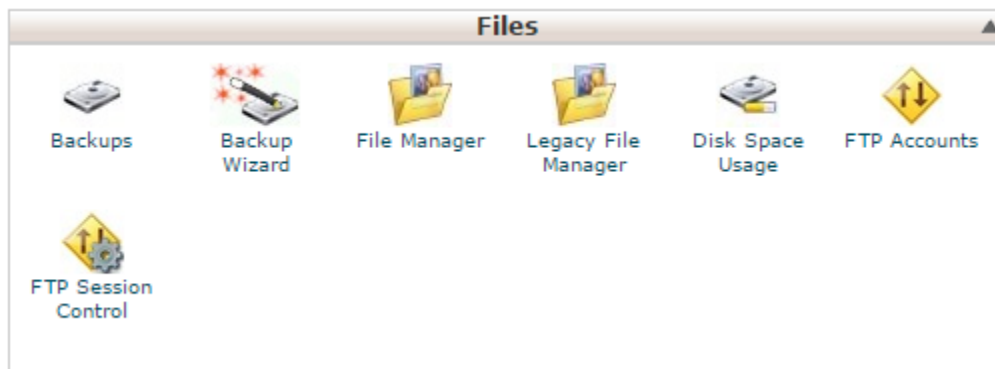 Files
Backups
Backup
Wizard
File Manager
Legacy File
Manager
Disk Space
Usage
FTP Accounts
FTP Session
Control